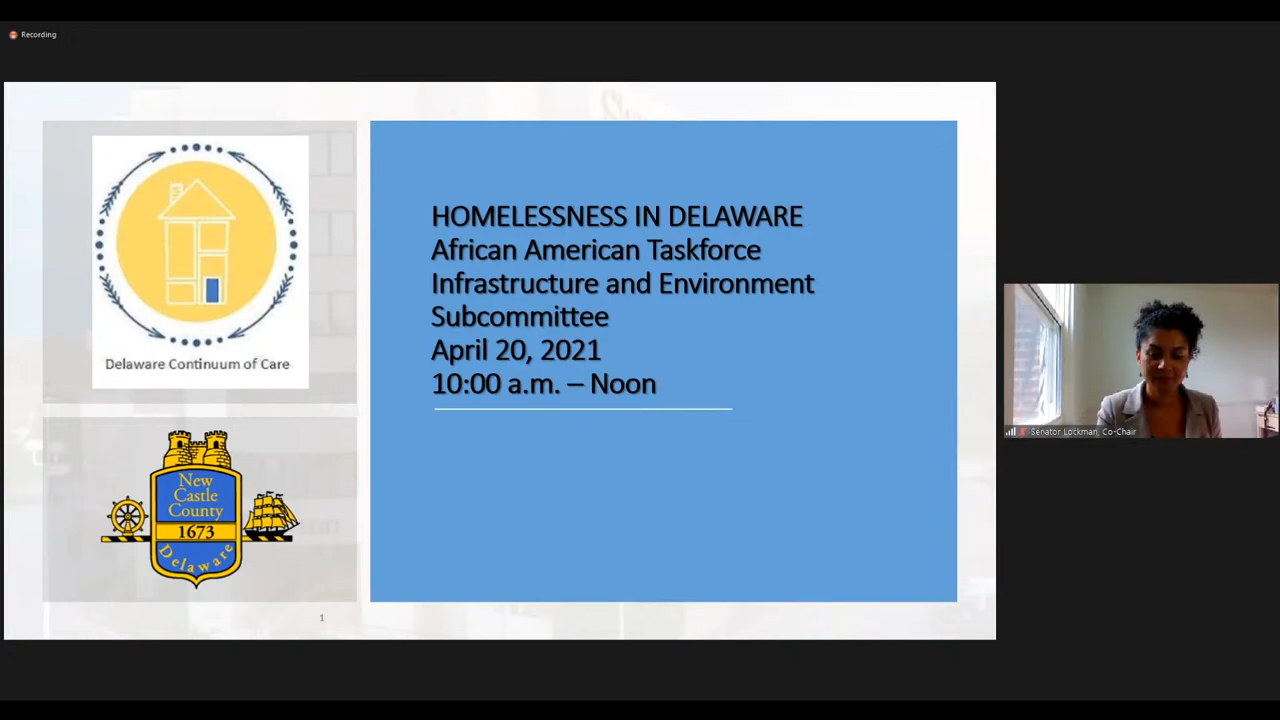 Recording
Delaware Continuum of Care
New
Castle
County
1673
Delaware
HOMELESSNESS IN DELAWARE
African American Taskforce
Infrastructure and Environment
Subcommittee
April 20, 2021
10:00 a.m. – Noon
1
Senator Lockman, Co-Chair